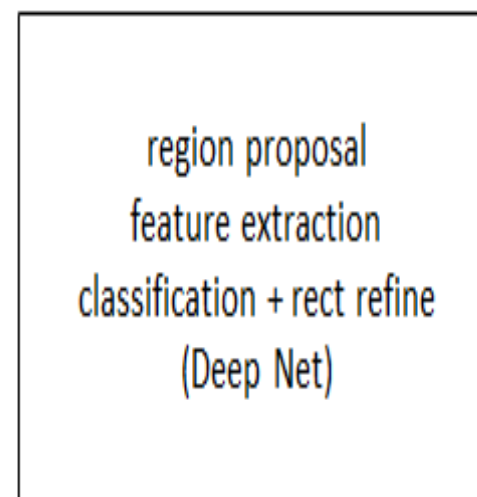 region proposal
feature extraction
classification + rect refine
(Deep Net)